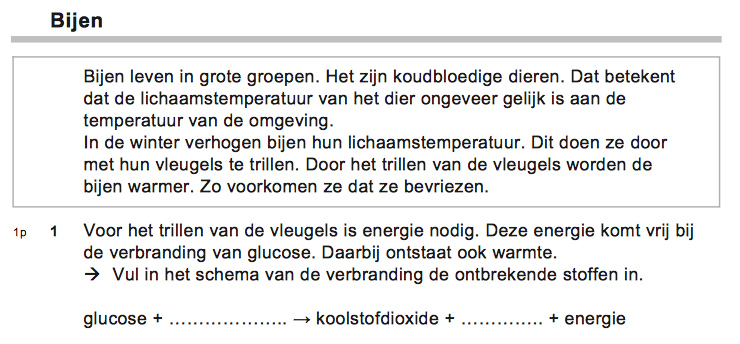 Bijen
Bijen leven in grote groepen. Het zijn koudbloedige dieren. Dat betekent
dat de lichaamstemperatuur van het dier ongeveer gelijk is aan de
temperatuur van de omgeving.
In de winter verhogen bijen hun lichaamstemperatuur. Dit doen ze door
met hun vleugels te trillen. Door het trillen van de vleugels worden de
bijen warmer. Zo voorkomen ze dat ze bevriezen.
1p 1 Voor het trillen van de vleugels is energie nodig. Deze energie komt vrij bij
de verbranding van glucose. Daarbij ontstaat ook warmte.
→ Vul in het schema van de verbranding de ontbrekende stoffen in.
glucose + ………………….. → koolstofdioxide + ………….. + energie